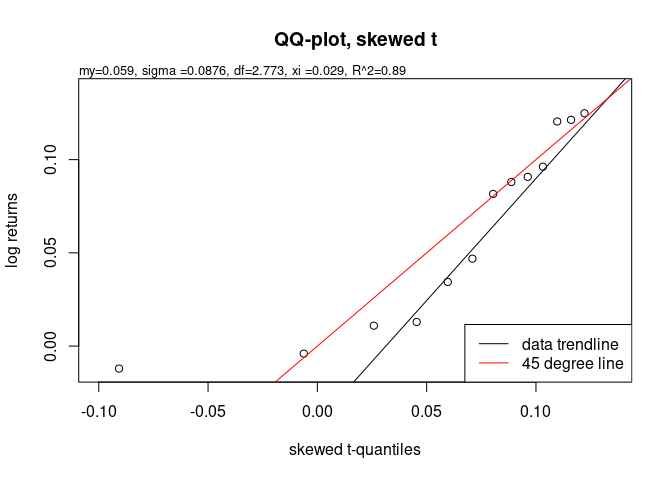 QQ-plot, skewed t
my=0.059, sigma =0.0876, df=2.773, xi =0.029, R^2=0.89
log returns
0.10
0.05
0.00
data trendline
45 degree line
-0.10 -0.05 0.00 0.05 0.10
skewed t-quantiles